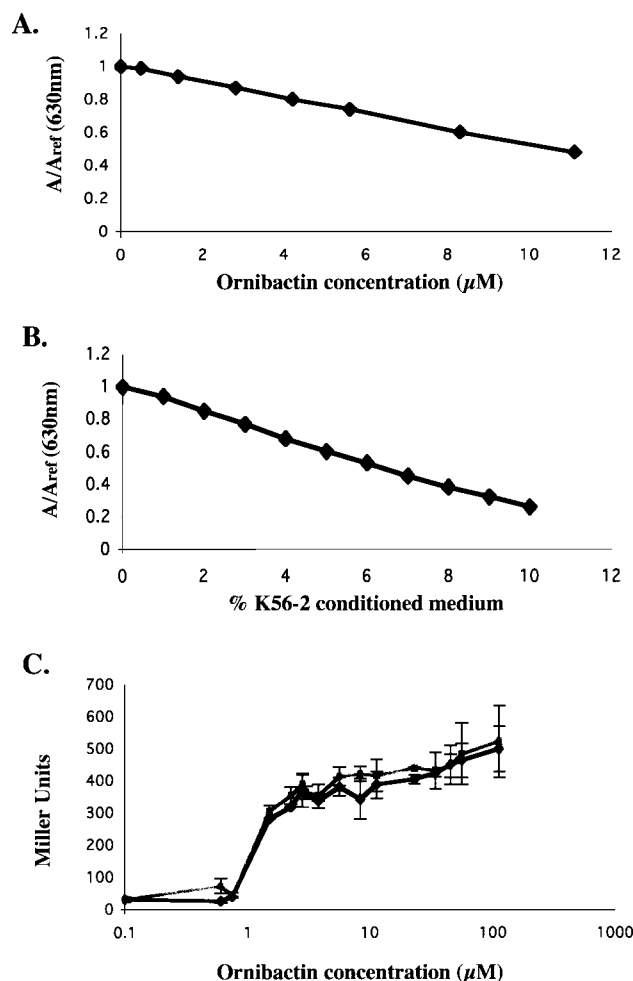 A.
1.2
1
0.8
0.6
0.4
0.2
0
A/Aref (630nm)
0 2 4 6 8 10 12
Ornibactin concentration (µM)
B.
1.2
1
0.8
0.6
0.4
0.2
0
A/Aref (630nm)
0 2 4 6 8 10 12
% K56-2 conditioned medium
C.
700
600
500
400
300
200
100
0
Miller Units
0.1 1 10 100 1000
Ornibactin concentration (µM)